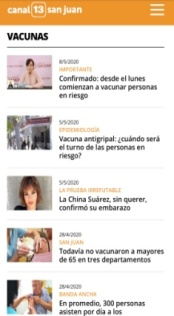 canal 13 san juan
VACUNAS
8/5/2020
IMPORTANTE
Confirmado: desde el lunes
comienzan a vacunar personas
en riesgo
5/5/2020
EPIDEMIOLOGÍA
Vacuna antigripal: ¿cuándo será
el turno de las personas en
riesgo?
5/5/2020
LA PRUEBA IRREFUTABLE
La China Suárez, sin querer,
confirmó su embarazo
28/4/2020
SAN JUAN
Todavía no vacunaron a mayores
de 65 en tres departamentos
28/4/2020
BANDA ANCHA
En promedio, 300 personas
asisten por día a los